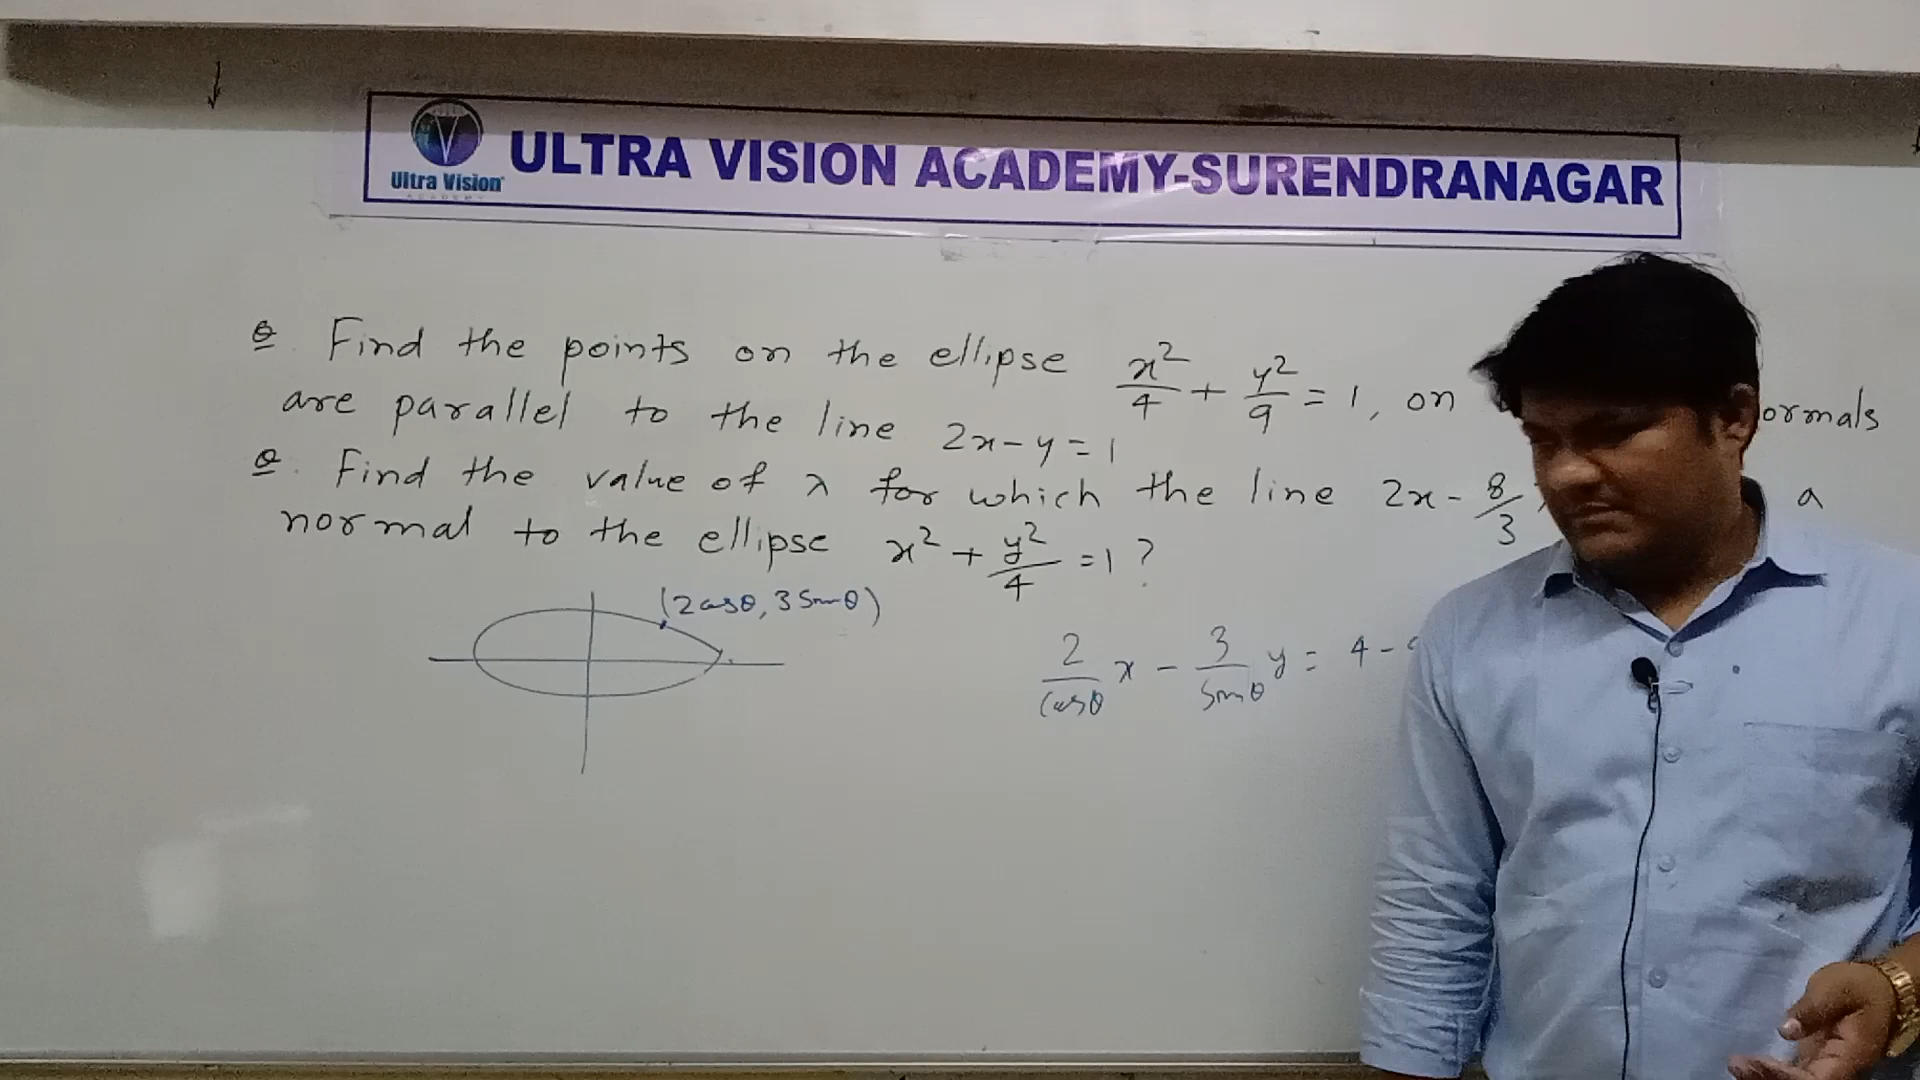 Ultra Vision
ACADEMY
ULTRA VISION ACADEMY-SURENDRANAGAR
Q. Find the points on the ellipse x²/4 + y²/9 = 1, on ormals
are parallel to the line 2x - y = 1
Q. Find the value of λ for which the line 2x - 8/3 a
normal to the ellipse x² + y²/4 = 1 ?
(2cosθ, 3sinθ)
2/cosθ x - 3/sinθ y = 4 -